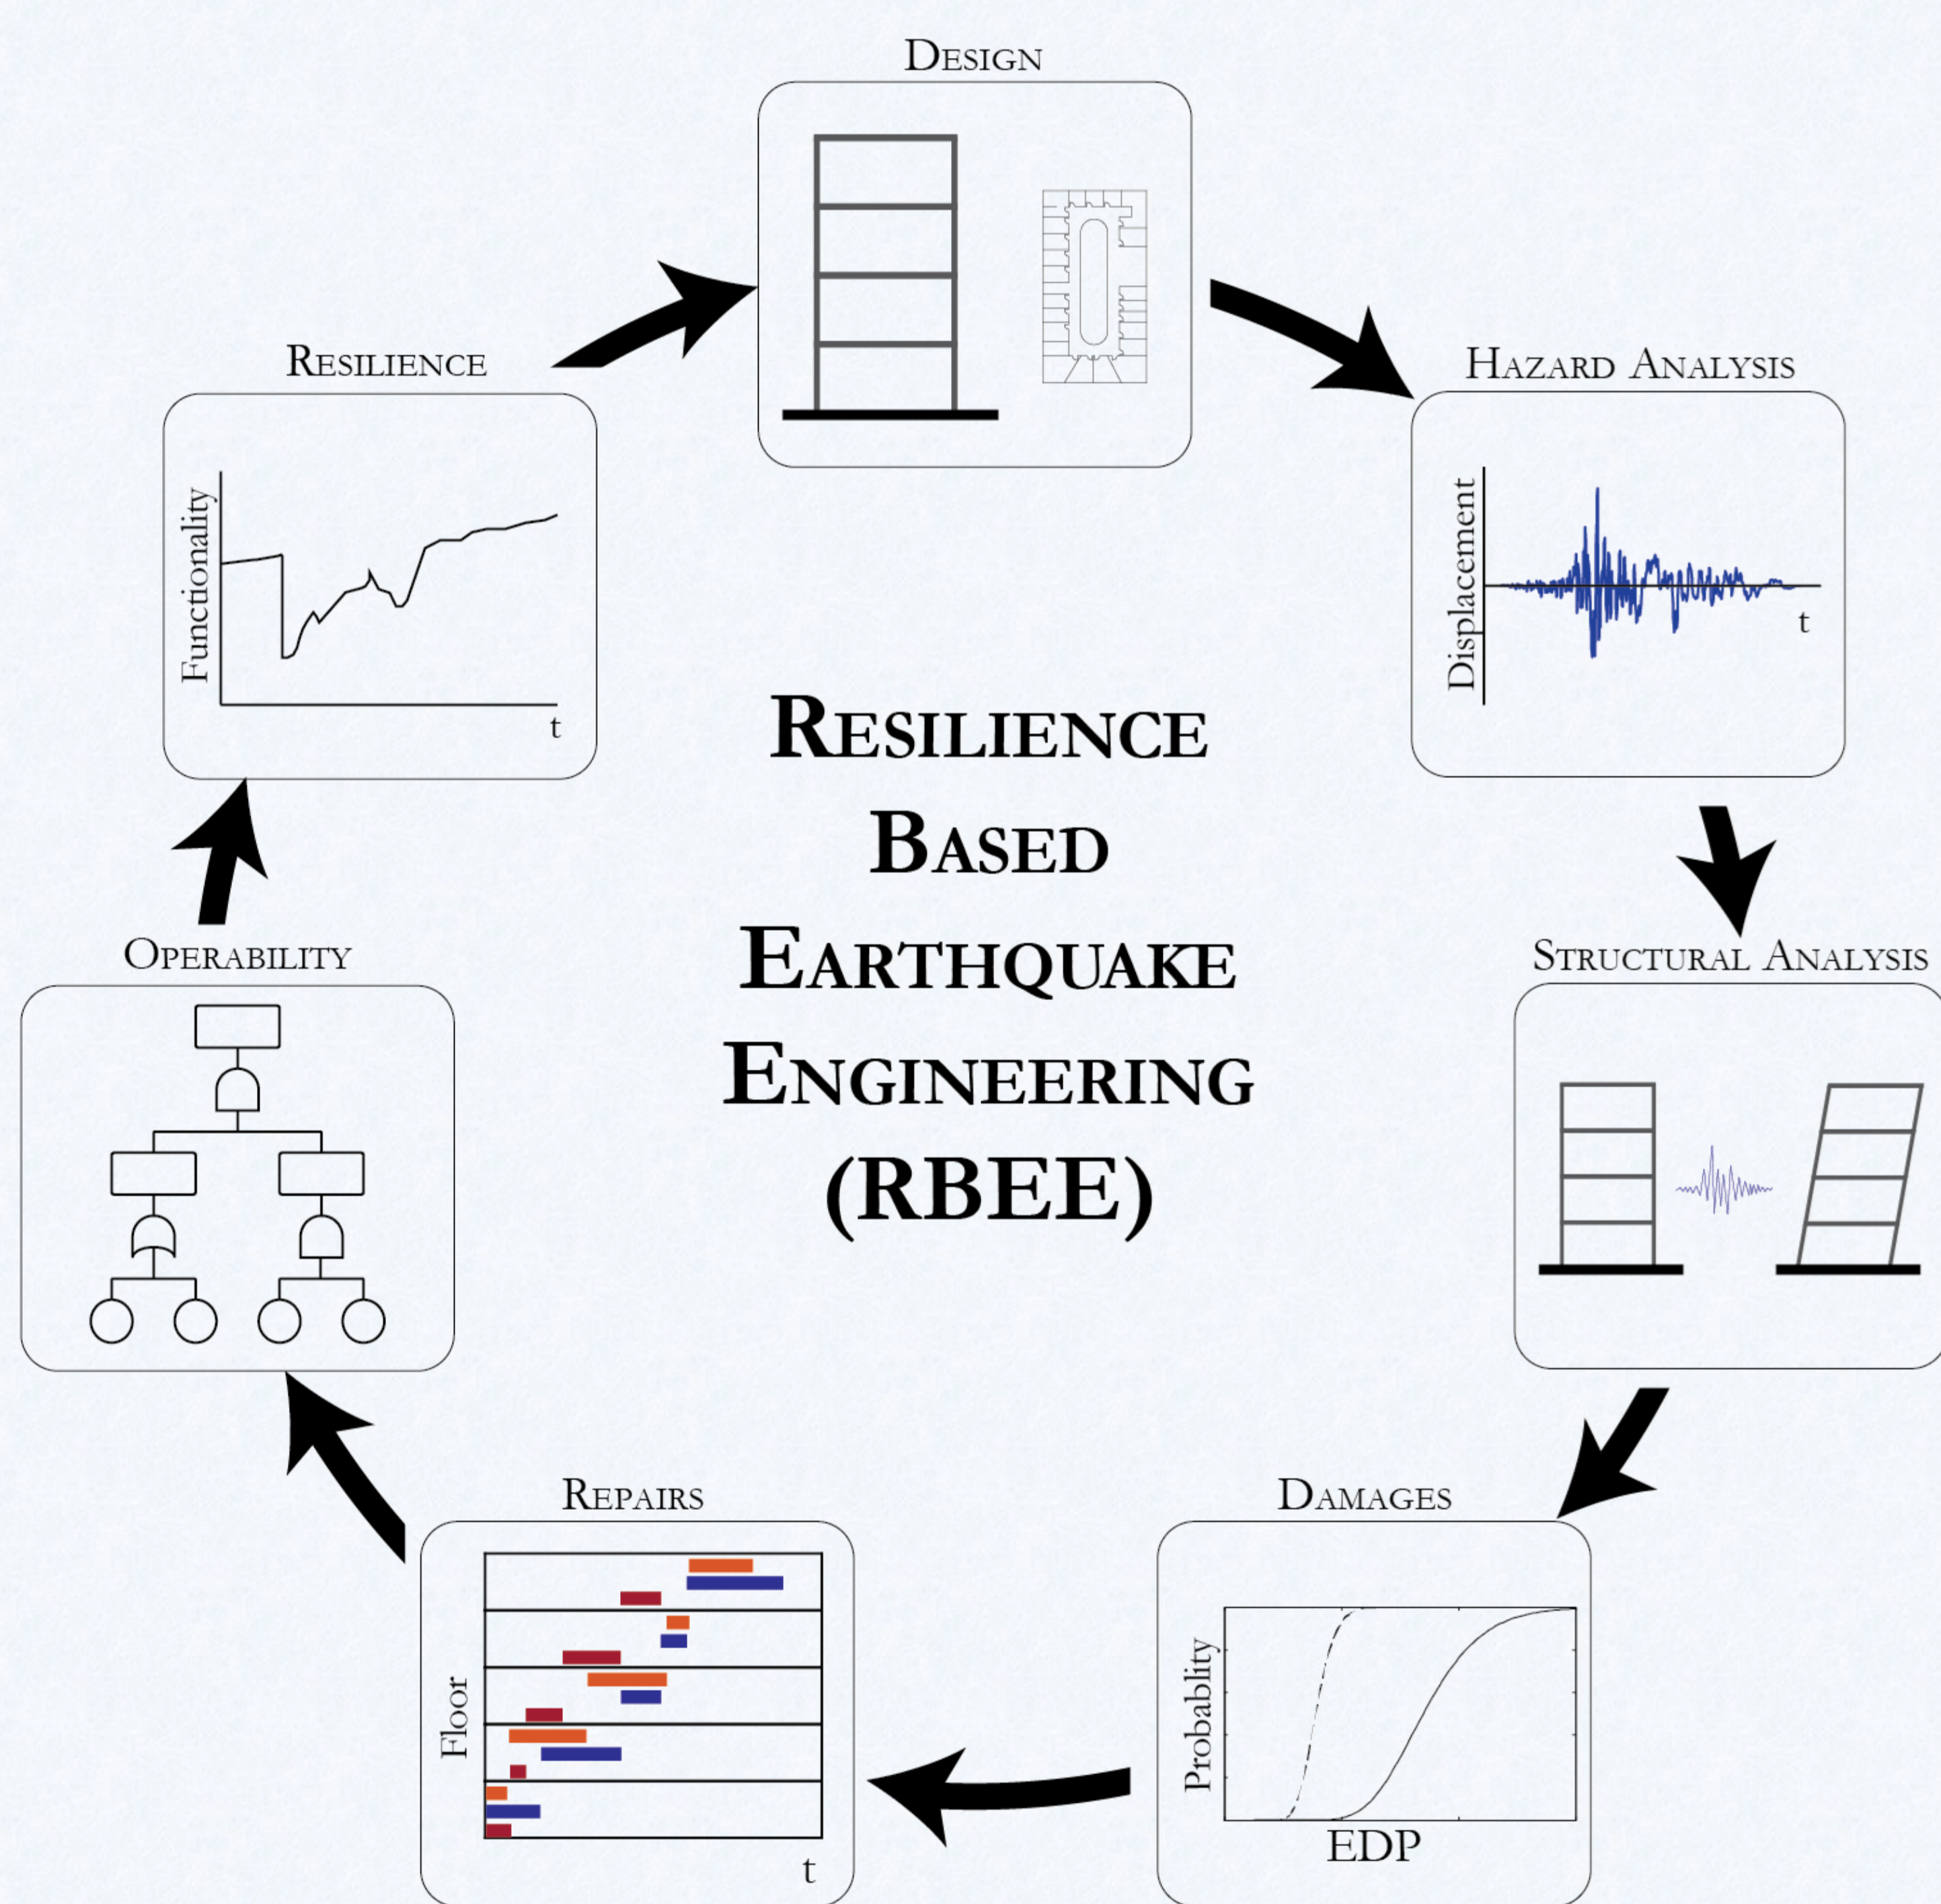 Design
Resilience
Hazard Analysis
Functionality
t
Displacement
t
Resilience
Based
Earthquake
Engineering
(RBEE)
Operability
Structural Analysis
Repairs
Damages
Floor
t
Probablity
EDP